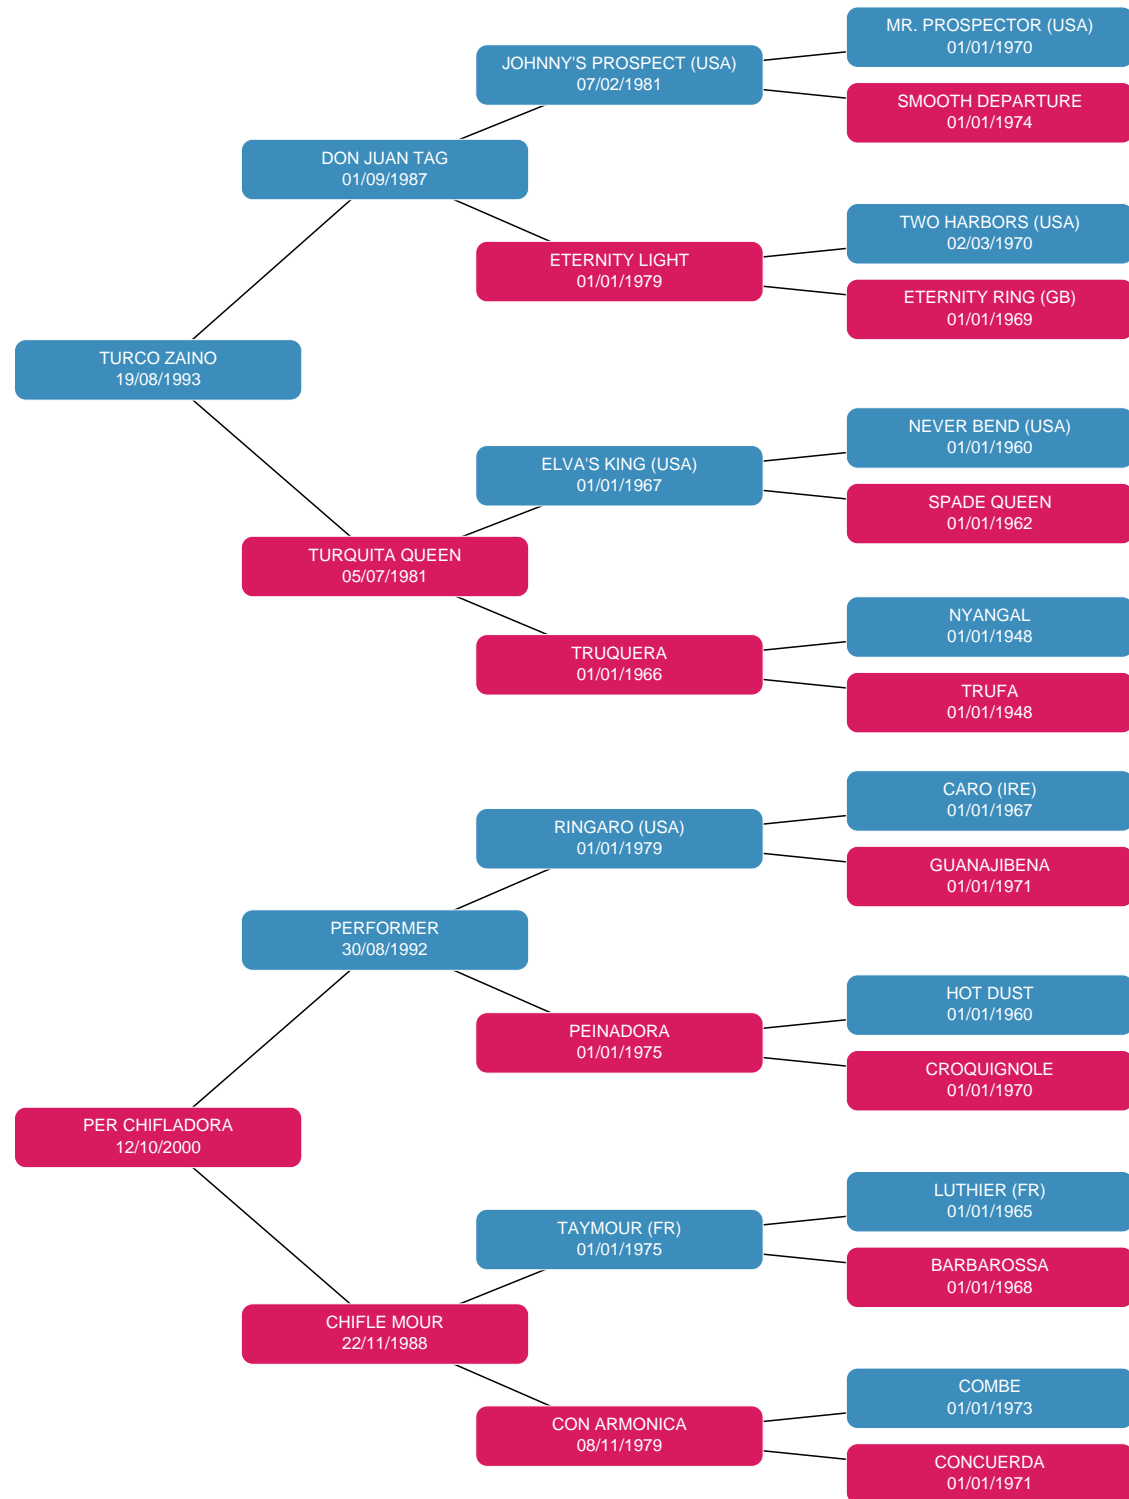 MR. PROSPECTOR (USA)
01/01/1970
JOHNNY'S PROSPECT (USA)
07/02/1981
SMOOTH DEPARTURE
01/01/1974
DON JUAN TAG
01/09/1987
TWO HARBORS (USA)
02/03/1970
ETERNITY LIGHT
01/01/1979
ETERNITY RING (GB)
01/01/1969
TURCO ZAINO
19/08/1993
NEVER BEND (USA)
01/01/1960
ELVA'S KING (USA)
01/01/1967
SPADE QUEEN
01/01/1962
TURQUITA QUEEN
05/07/1981
NYANGAL
01/01/1948
TRUQUERA
01/01/1966
TRUFA
01/01/1948
CARO (IRE)
01/01/1967
RINGARO (USA)
01/01/1979
GUANAJIBENA
01/01/1971
PERFORMER
30/08/1992
HOT DUST
01/01/1960
PEINADORA
01/01/1975
CROQUIGNOLE
01/01/1970
PER CHIFLADORA
12/10/2000
LUTHIER (FR)
01/01/1965
TAYMOUR (FR)
01/01/1975
BARBAROSSA
01/01/1968
CHIFLE MOUR
22/11/1988
COMBE
01/01/1973
CON ARMONICA
08/11/1979
CONCUERDA
01/01/1971